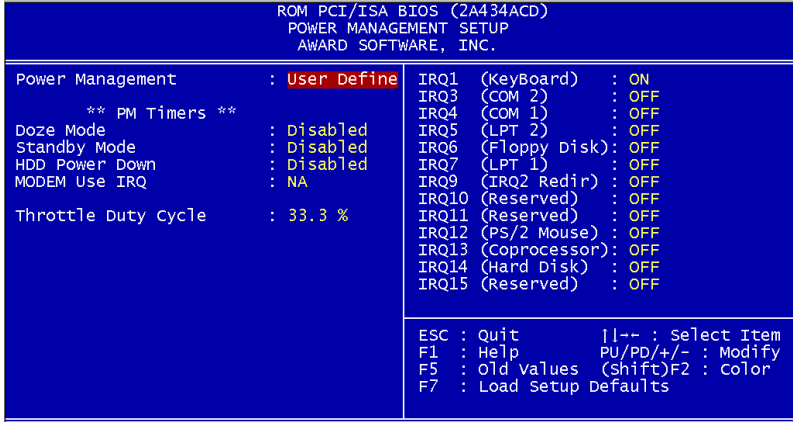 ROM PCI/ISA BIOS (2A434ACD)
POWER MANAGEMENT SETUP
AWARD SOFTWARE, INC.
Power Management : User Define
** PM Timers **
Doze Mode : Disabled
Standby Mode : Disabled
HDD Power Down : Disabled
MODEM Use IRQ : NA
Throttle Duty Cycle : 33.3 %
IRQ1 (KeyBoard) : ON
IRQ3 (COM 2) : OFF
IRQ4 (COM 1) : OFF
IRQ5 (LPT 2) : OFF
IRQ6 (Floppy Disk): OFF
IRQ7 (LPT 1) : OFF
IRQ9 (IRQ2 Redir) : OFF
IRQ10 (Reserved) : OFF
IRQ11 (Reserved) : OFF
IRQ12 (PS/2 Mouse) : OFF
IRQ13 (Coprocessor): OFF
IRQ14 (Hard Disk) : OFF
IRQ15 (Reserved) : OFF
ESC : Quit ↑↓→← : Select Item
F1 : Help PU/PD/+/- : Modify
F5 : Old Values (Shift)F2 : Color
F7 : Load Setup Defaults